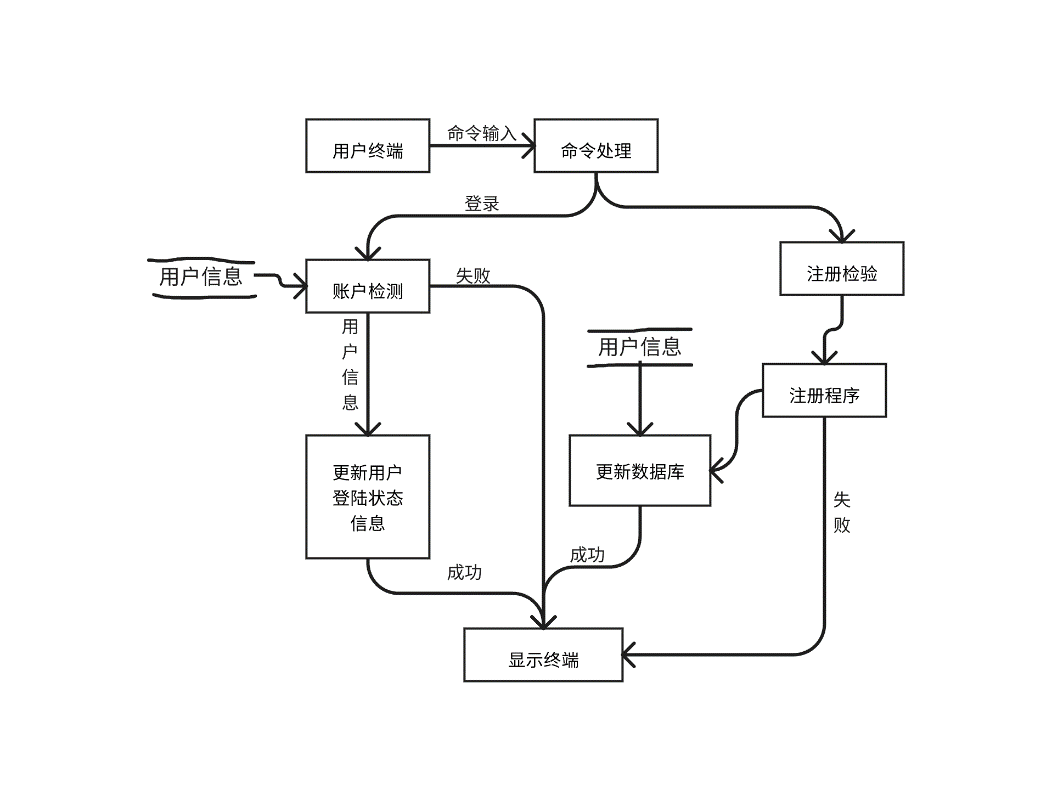 用户终端
命令输入
命令处理
登录
用户信息
账户检测
失败
注册检验
用户信息
用户信息
注册程序
更新用户
登陆状态
信息
更新数据库
失败
成功
成功
显示终端